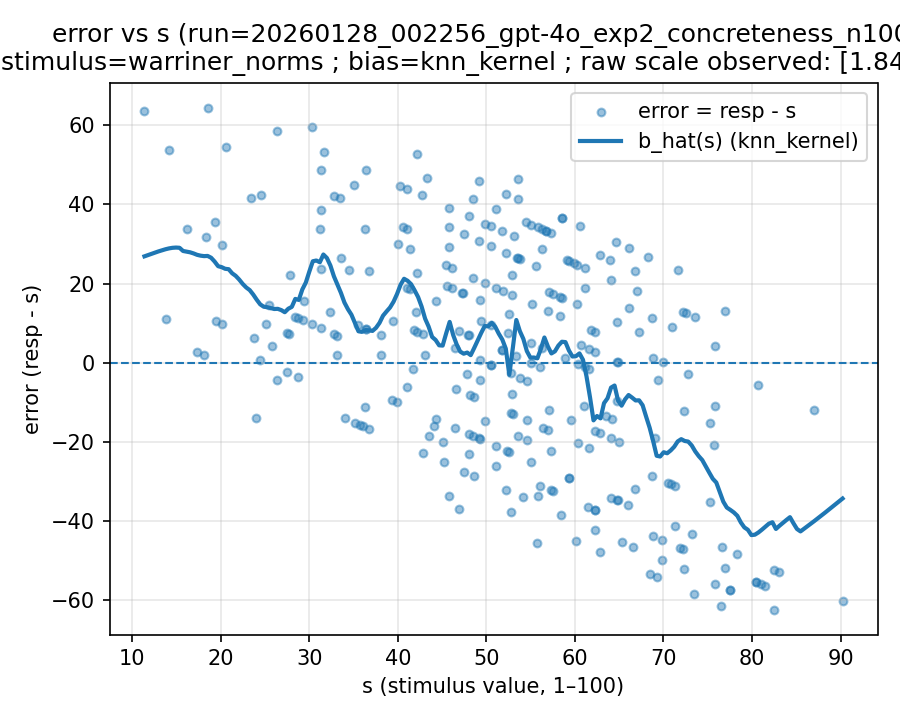 error vs s (run=20260128_002256_gpt-4o_exp2_concreteness_n100
stimulus=warriner_norms ; bias=knn_kernel ; raw scale observed: [1.84
error = resp - s
b_hat(s) (knn_kernel)
error (resp - s)
60
40
20
0
−20
−40
−60
10 20 30 40 50 60 70 80 90
s (stimulus value, 1–100)